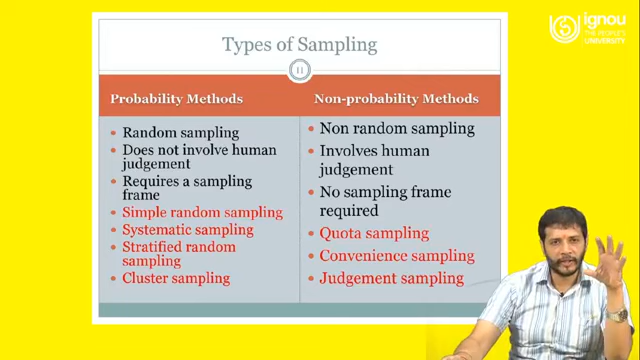 ignou
THE PEOPLE'S
UNIVERSITY
Types of Sampling
11
Probability Methods
Random sampling
Does not involve human
judgement
Requires a sampling
frame
Simple random sampling
Systematic sampling
Stratified random
sampling
Cluster sampling
Non-probability Methods
Non random sampling
Involves human
judgement
No sampling frame
required
Quota sampling
Convenience sampling
Judgement sampling